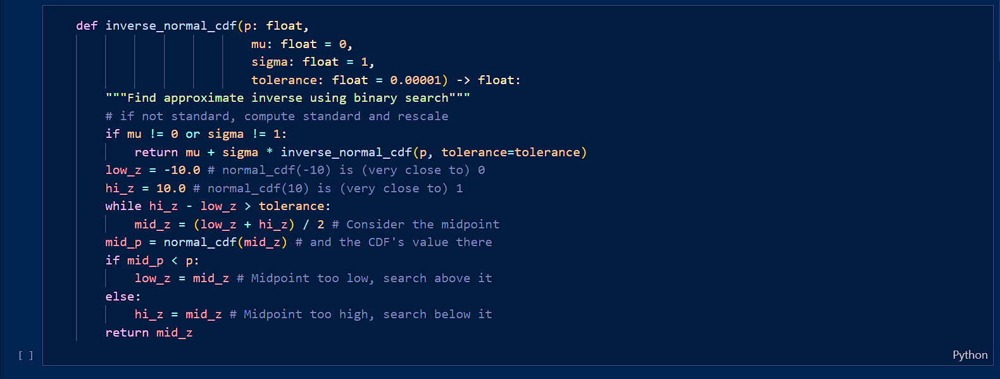 def inverse_normal_cdf(p: float,
                        mu: float = 0,
                        sigma: float = 1,
                        tolerance: float = 0.00001) -> float:
    """Find approximate inverse using binary search"""
    # if not standard, compute standard and rescale
    if mu != 0 or sigma != 1:
        return mu + sigma * inverse_normal_cdf(p, tolerance=tolerance)
    low_z = -10.0 # normal_cdf(-10) is (very close to) 0
    hi_z = 10.0 # normal_cdf(10) is (very close to) 1
    while hi_z - low_z > tolerance:
        mid_z = (low_z + hi_z) / 2 # Consider the midpoint
    mid_p = normal_cdf(mid_z) # and the CDF's value there
    if mid_p < p:
        low_z = mid_z # Midpoint too low, search above it
    else:
        hi_z = mid_z # Midpoint too high, search below it
    return mid_z
[ ]
Python